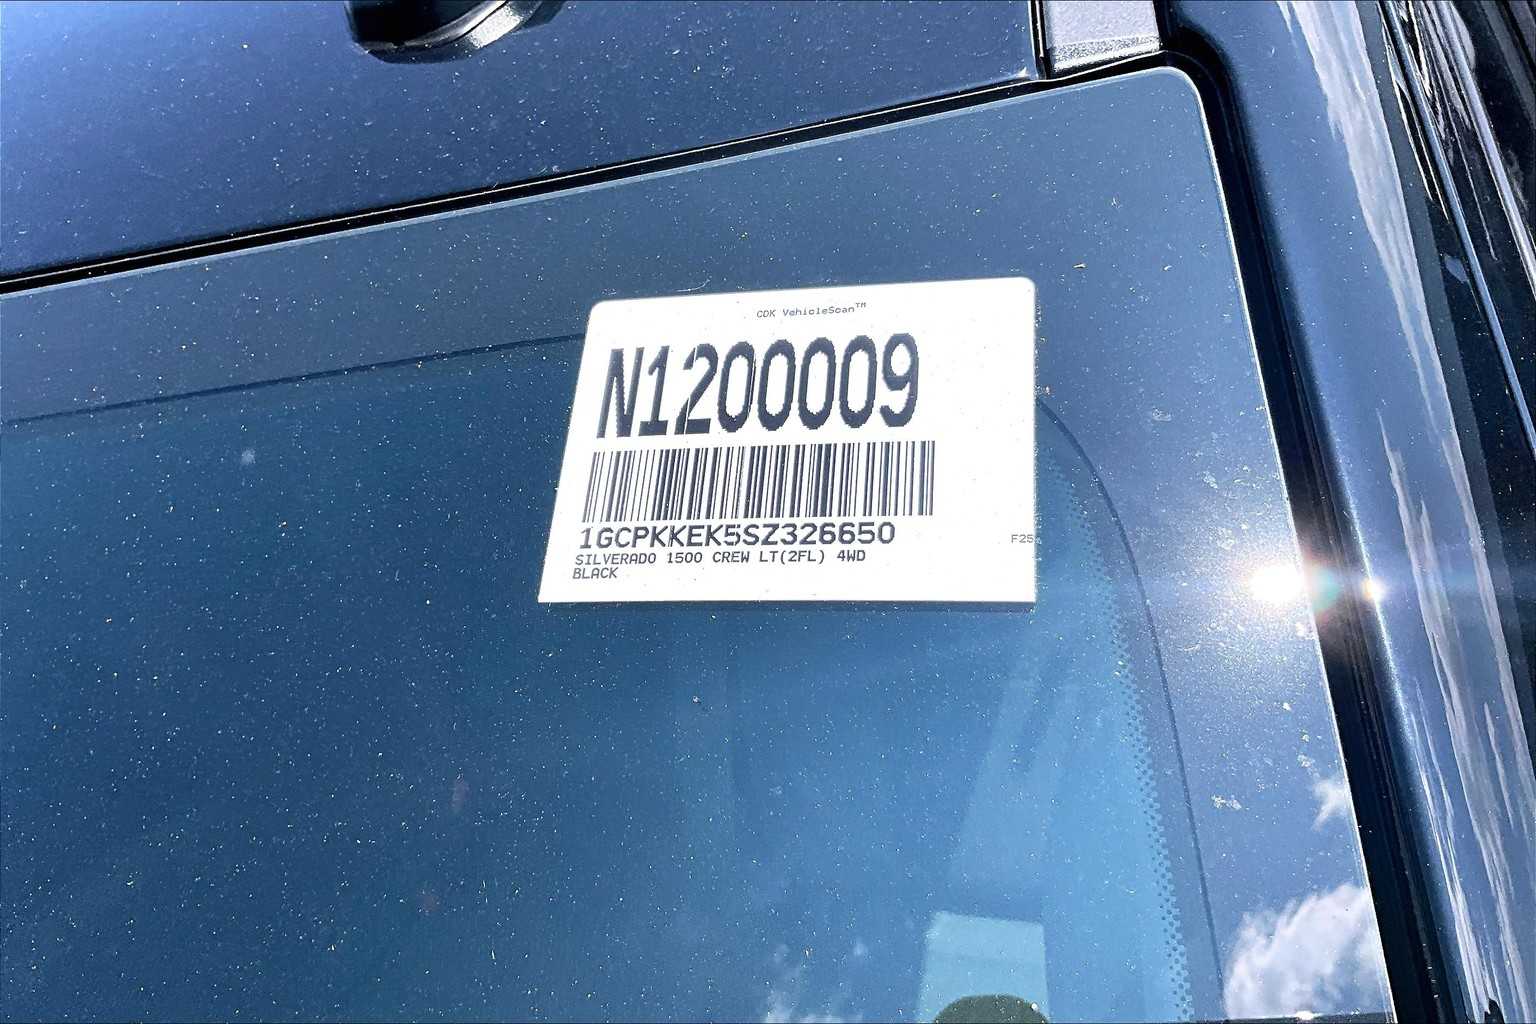 CDK VehicleScan™
N1200009
1GCPKKEK5SZ326650
F25
SILVERADO 1500 CREW LT(2FL) 4WD
BLACK